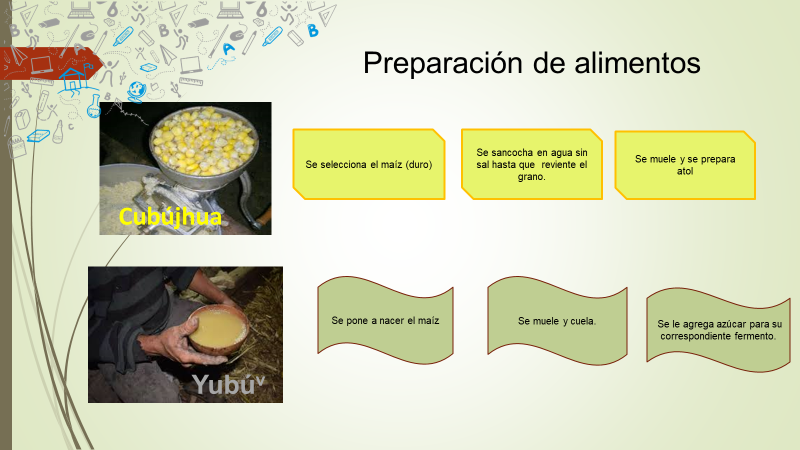 Preparación de alimentos
Cubújhua
Se selecciona el maíz (duro)
Se sancocha en agua sin
sal hasta que reviente el
grano.
Se muele y se prepara
atol
Yubúᵛ
Se pone a nacer el maíz
Se muele y cuela.
Se le agrega azúcar para su
correspondiente fermento.